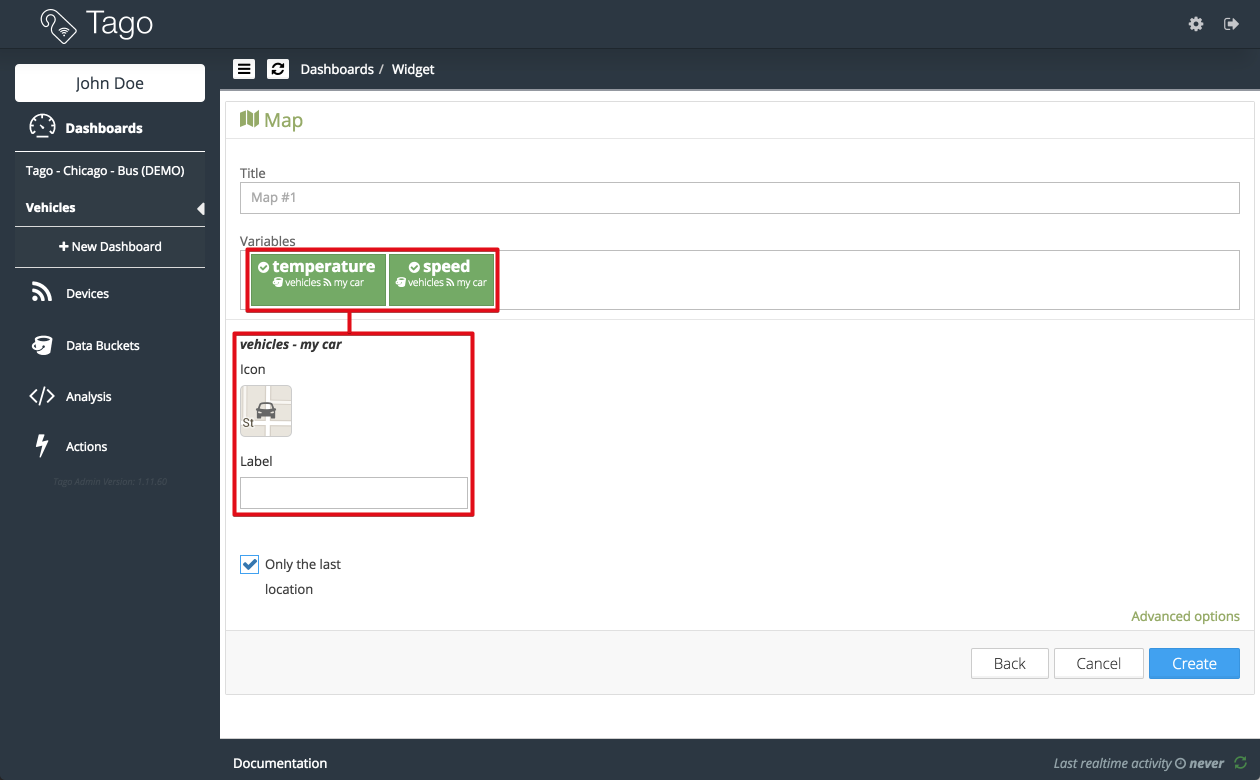 Tago
John Doe
Dashboards / Widget
Dashboards
Tago - Chicago - Bus (DEMO)
Vehicles
+ New Dashboard
Devices
Data Buckets
Analysis
Actions
Tago Admin Version: 1.11.60
Map
Title
Map #1
Variables
temperature
vehicles my car
speed
vehicles my car
vehicles - my car
Icon
St
Label
Only the last
location
Advanced options
Back
Cancel
Create
Documentation
Last realtime activity never